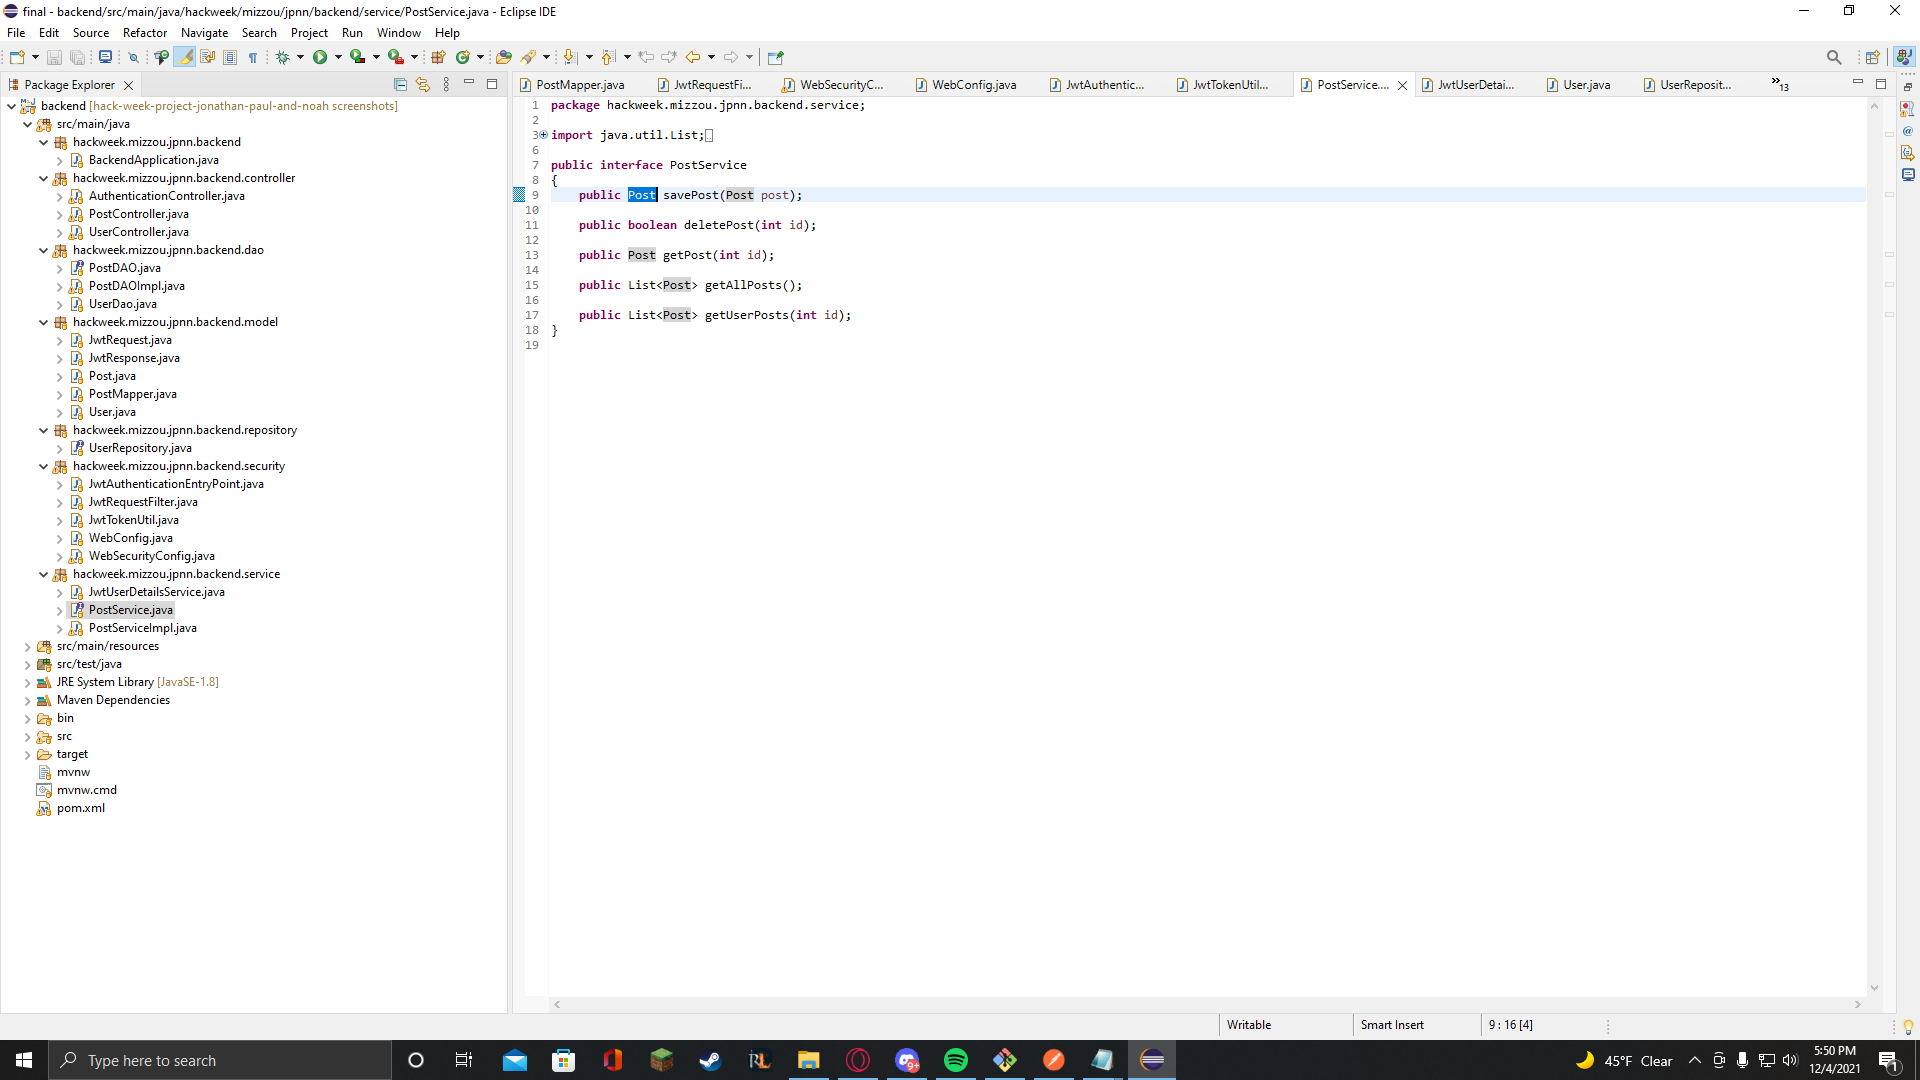 final - backend/src/main/java/hackweek/mizzou/jpnn/backend/service/PostService.java - Eclipse IDE
File Edit Source Refactor Navigate Search Project Run Window Help
Package Explorer
backend [hack-week-project-jonathan-paul-and-noah screenshots]
src/main/java
hackweek.mizzou.jpnn.backend
BackendApplication.java
hackweek.mizzou.jpnn.backend.controller
AuthenticationController.java
PostController.java
UserController.java
hackweek.mizzou.jpnn.backend.dao
PostDAO.java
PostDAOImpl.java
UserDao.java
hackweek.mizzou.jpnn.backend.model
JwtRequest.java
JwtResponse.java
Post.java
PostMapper.java
User.java
hackweek.mizzou.jpnn.backend.repository
UserRepository.java
hackweek.mizzou.jpnn.backend.security
JwtAuthenticationEntryPoint.java
JwtRequestFilter.java
JwtTokenUtil.java
WebConfig.java
WebSecurityConfig.java
hackweek.mizzou.jpnn.backend.service
JwtUserDetailsService.java
PostService.java
PostServiceImpl.java
src/main/resources
src/test/java
JRE System Library [JavaSE-1.8]
Maven Dependencies
bin
src
target
mvnw
mvnw.cmd
pom.xml
PostMapper.java JwtRequestFi... WebSecurityC... WebConfig.java JwtAuthentic... JwtTokenUtil... PostService.... JwtUserDetai... User.java UserReposit... »13
1 package hackweek.mizzou.jpnn.backend.service;
2
3 import java.util.List;
6
7 public interface PostService
8 {
9 public Post savePost(Post post);
10
11 public boolean deletePost(int id);
12
13 public Post getPost(int id);
14
15 public List<Post> getAllPosts();
16
17 public List<Post> getUserPosts(int id);
18 }
19
Writable Smart Insert 9 : 16 [4]
Type here to search
RL
9+
45°F Clear
5:50 PM
12/4/2021
1